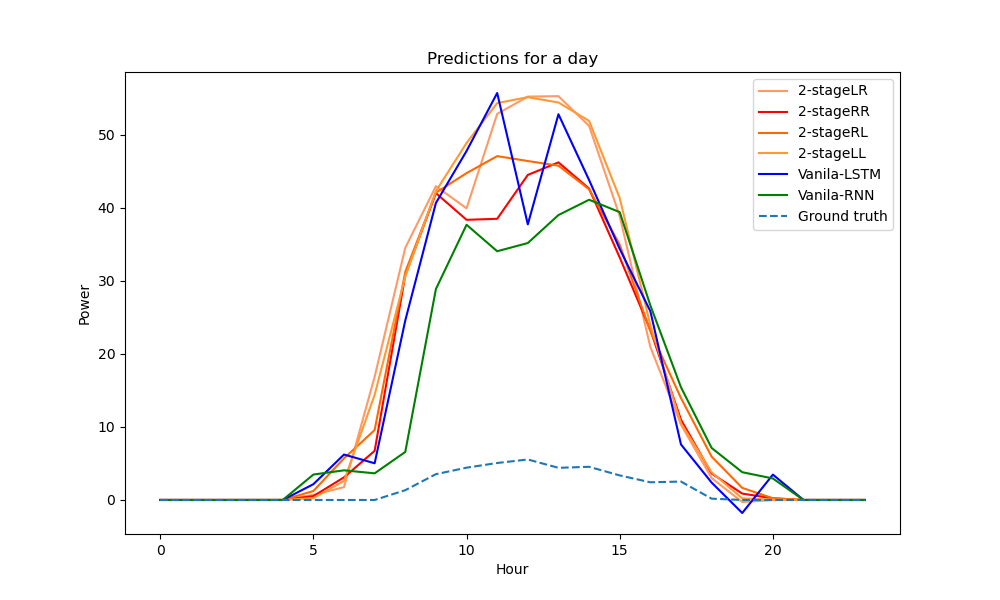 Predictions for a day
2-stageLR
2-stageRR
2-stageRL
2-stageLL
Vanila-LSTM
Vanila-RNN
Ground truth
Power
50
40
30
20
10
0
0 5 10 15 20
Hour